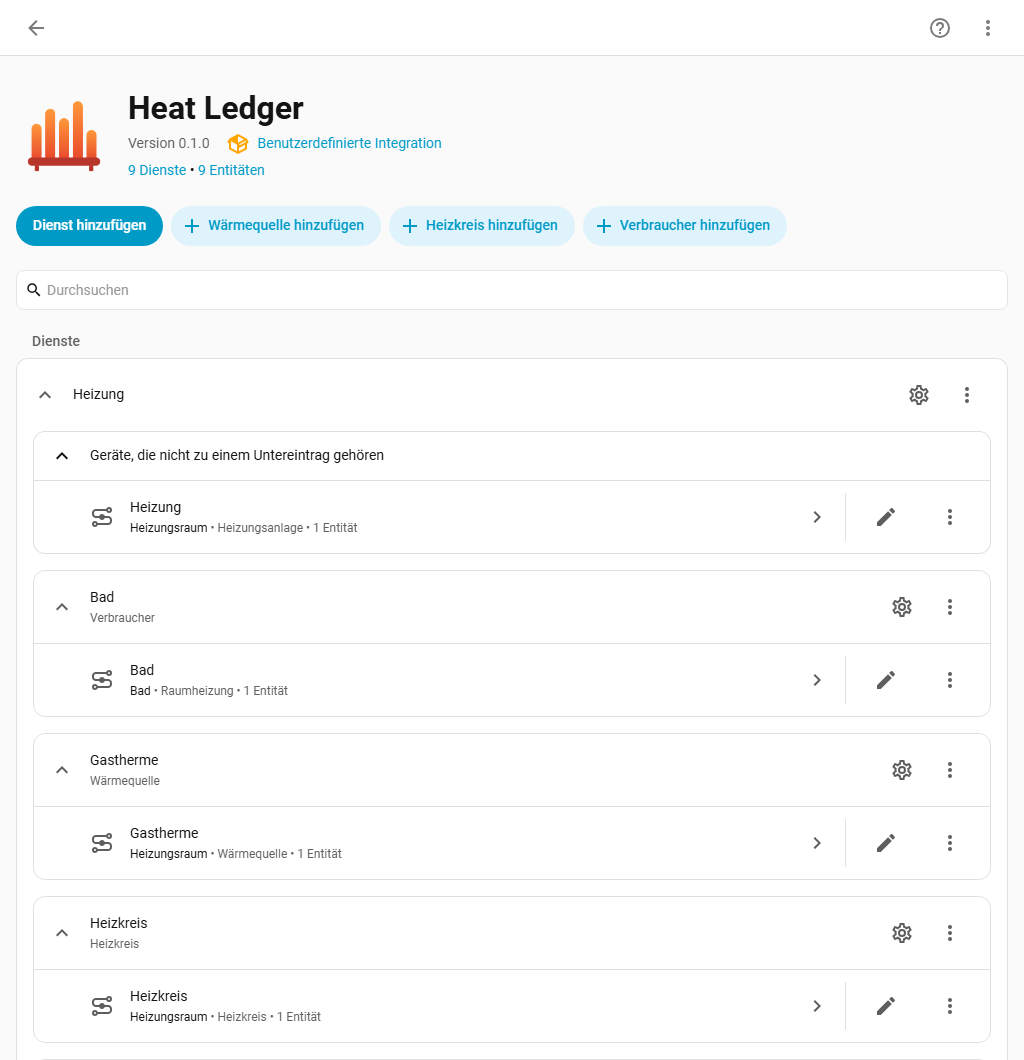 Heat Ledger
Version 0.1.0 Benutzerdefinierte Integration
9 Dienste • 9 Entitäten
Dienst hinzufügen Wärmequelle hinzufügen Heizkreis hinzufügen Verbraucher hinzufügen
Durchsuchen
Dienste
Heizung
Geräte, die nicht zu einem Untereintrag gehören
Heizung
Heizungsraum • Heizungsanlage • 1 Entität
Bad
Verbraucher
Bad
Bad • Raumheizung • 1 Entität
Gastherme
Wärmequelle
Gastherme
Heizungsraum • Wärmequelle • 1 Entität
Heizkreis
Heizkreis
Heizkreis
Heizungsraum • Heizkreis • 1 Entität